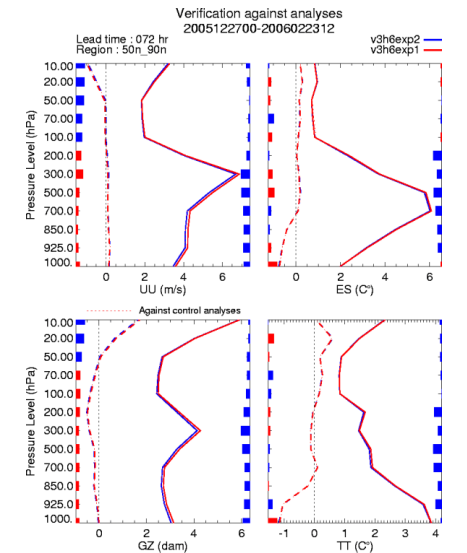 Verification against analyses
2005122700-2006022312
Lead time : 072 hr
Region : 50n_90n
v3h6exp2
v3h6exp1
Pressure Level (hPa)
10.00
20.00
50.00
70.00
100.0
200.0
300.0
500.0
700.0
850.0
925.0
1000.
0 2 4 6
UU (m/s)
0 2 4 6
ES (C°)
Against control analyses
Pressure Level (hPa)
10.00
20.00
50.00
70.00
100.0
200.0
300.0
500.0
700.0
850.0
925.0
1000.
0 2 4 6
GZ (dam)
-1 0 1 2 3 4
TT (C°)